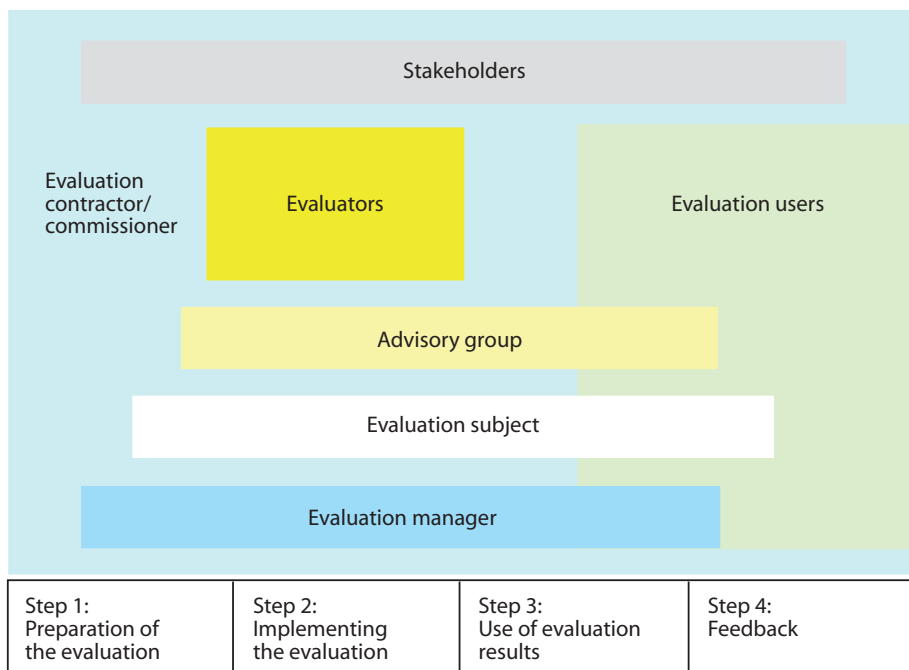 Stakeholders
Evaluation
contractor/
commissioner
Evaluators
Evaluation users
Advisory group
Evaluation subject
Evaluation manager
Step 1:
Preparation of
the evaluation
Step 2:
Implementing
the evaluation
Step 3:
Use of evaluation
results
Step 4:
Feedback